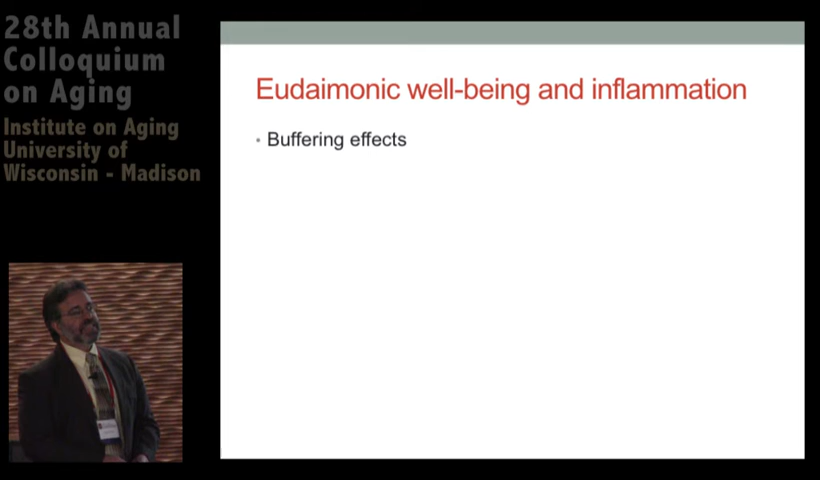 28th Annual
Colloquium
on Aging
Institute on Aging
University of
Wisconsin - Madison
Eudaimonic well-being and inflammation
• Buffering effects